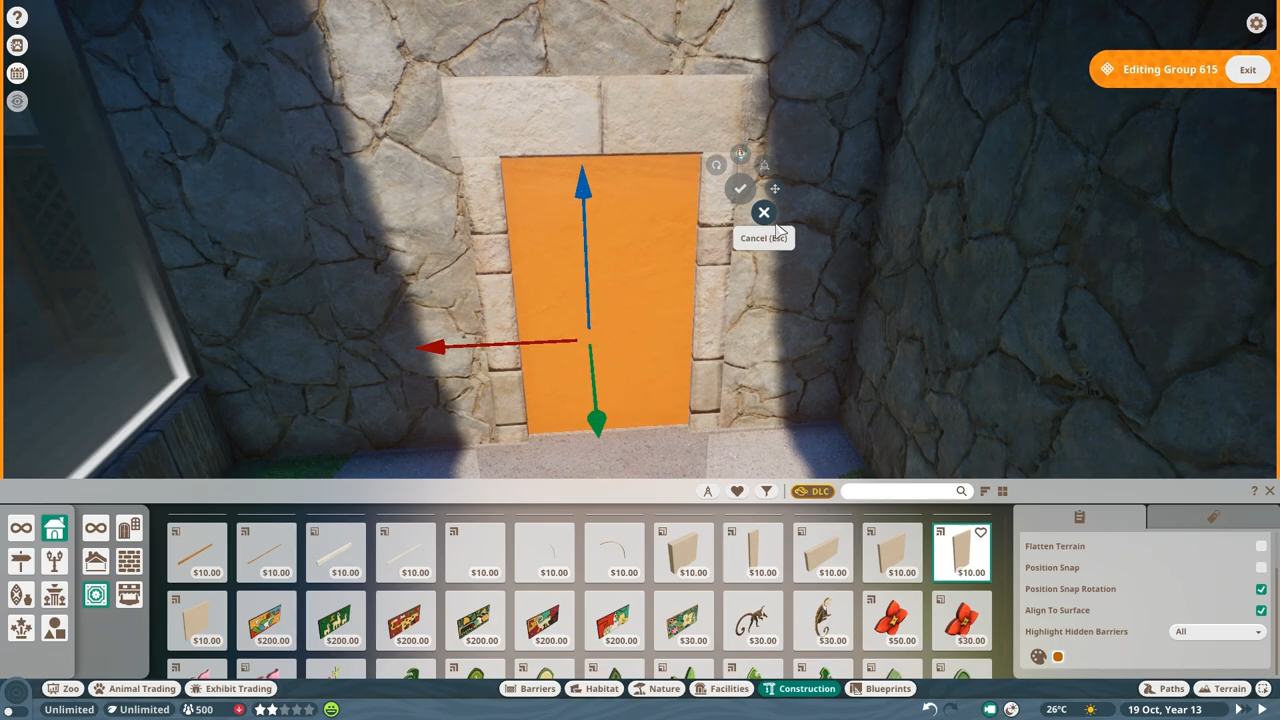 Editing Group 615
Exit
Cancel (Esc)
DLC
$10.00 $10.00 $10.00 $10.00 $10.00 $10.00 $10.00 $10.00 $10.00 $10.00 $10.00 $10.00
$10.00 $200.00 $200.00 $200.00 $200.00 $200.00 $200.00 $30.00 $30.00 $30.00 $50.00 $30.00
Flatten Terrain
Position Snap
Position Snap Rotation
Align To Surface
Highlight Hidden Barriers All
Zoo Animal Trading Exhibit Trading Barriers Habitat Nature Facilities Construction Blueprints Paths Terrain
Unlimited Unlimited 500 26°C 19 Oct, Year 13